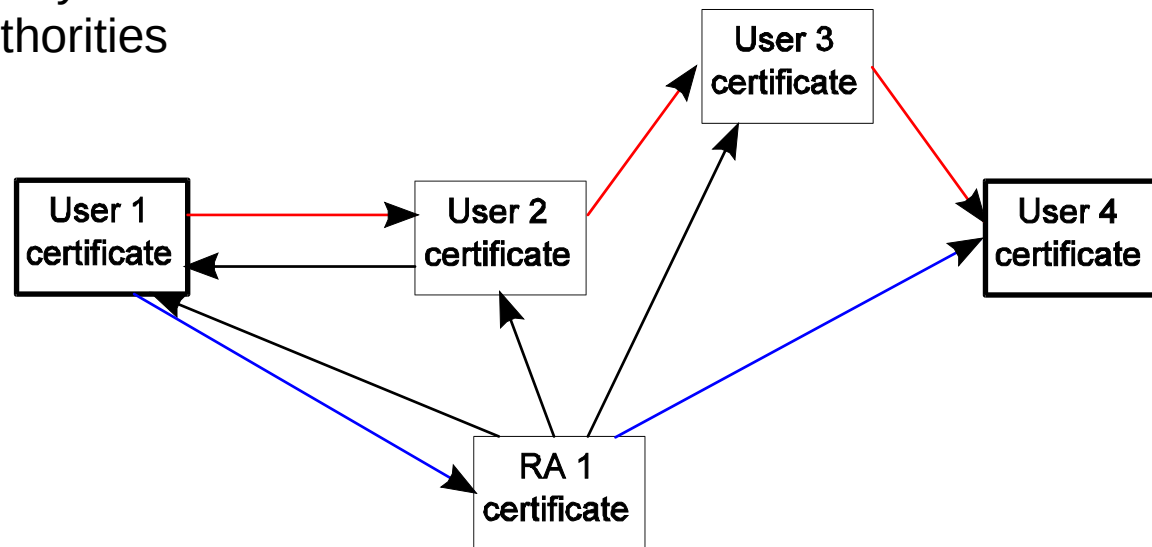 thorities
User 3
certificate
User 1
certificate
User 2
certificate
User 4
certificate
RA 1
certificate